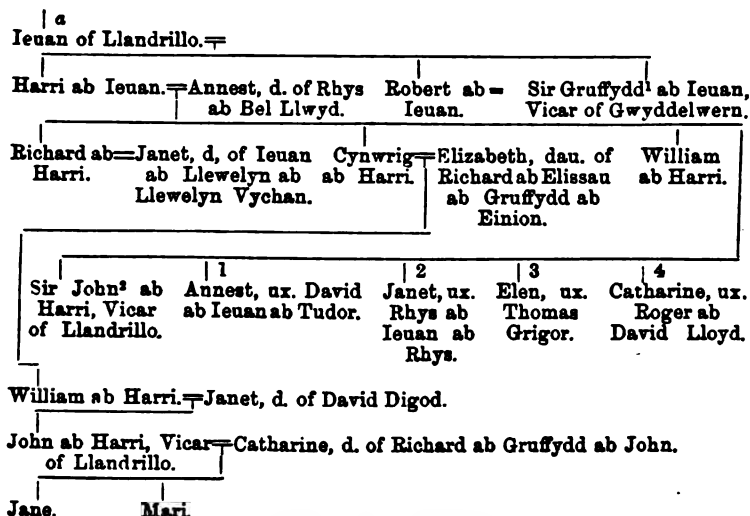 a
Ieuan of Llandrillo.
Harri ab Ieuan. Annest, d. of Rhys ab Bel Llwyd.
Robert ab Ieuan.
Sir Gruffydd¹ ab Ieuan, Vicar of Gwyddelwern.
Richard ab Harri.
Janet, d, of Ieuan ab Llewelyn ab Llewelyn Vychan.
Cynwrig ab Harri.
Elizabeth, dau. of Richard ab Elissau ab Gruffydd ab Einion.
William ab Harri.
Sir John² ab Harri, Vicar of Llandrillo.
1 Annest, ux. David ab Ieuan ab Tudor.
2 Janet, ux. Rhys ab Ieuan ab Rhys.
3 Elen, ux. Thomas Grigor.
4 Catharine, ux. Roger ab David Lloyd.
William ab Harri. Janet, d. of David Digod.
John ab Harri, Vicar of Llandrillo.
Catharine, d. of Richard ab Gruffydd ab John.
Jane. Mari.